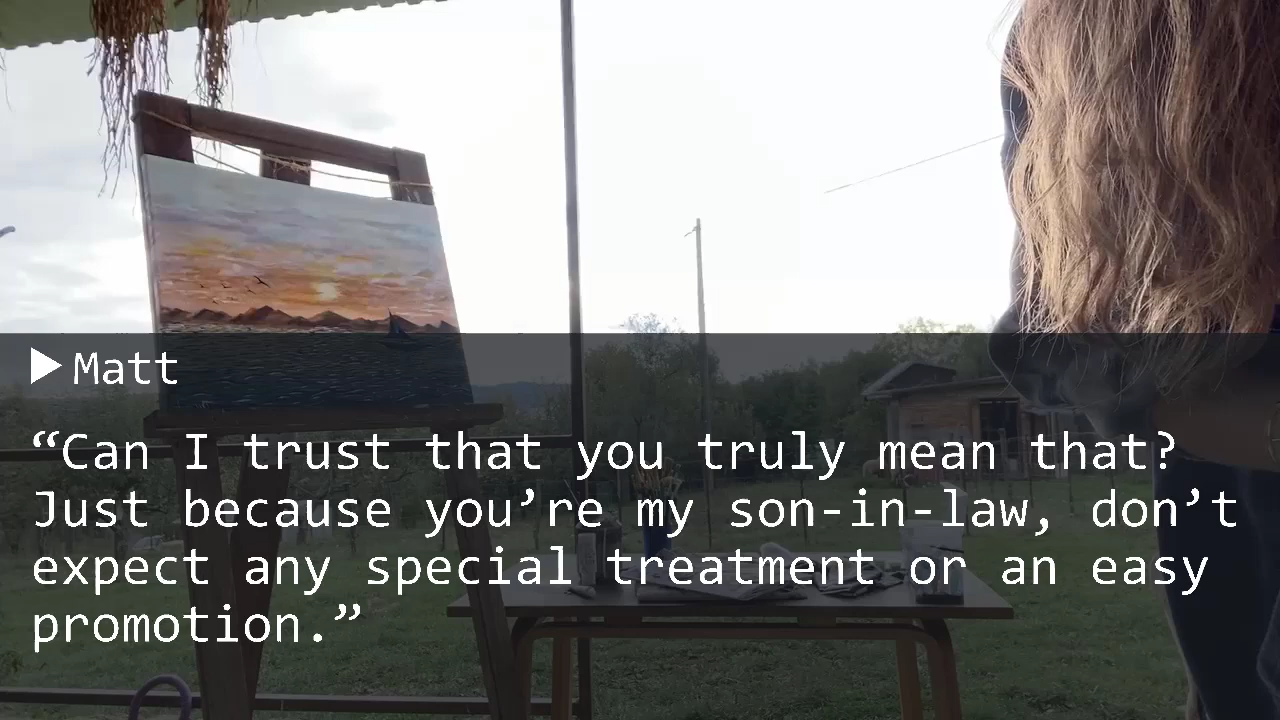 Matt
“Can I trust that you truly mean that?
Just because you’re my son-in-law, don’t
expect any special treatment or an easy
promotion.”